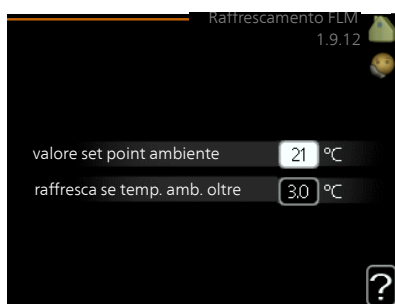 Raffrescamento FLM
1.9.12
valore set point ambiente 21 °C
raffresca se temp. amb. oltre 3.0 °C
?